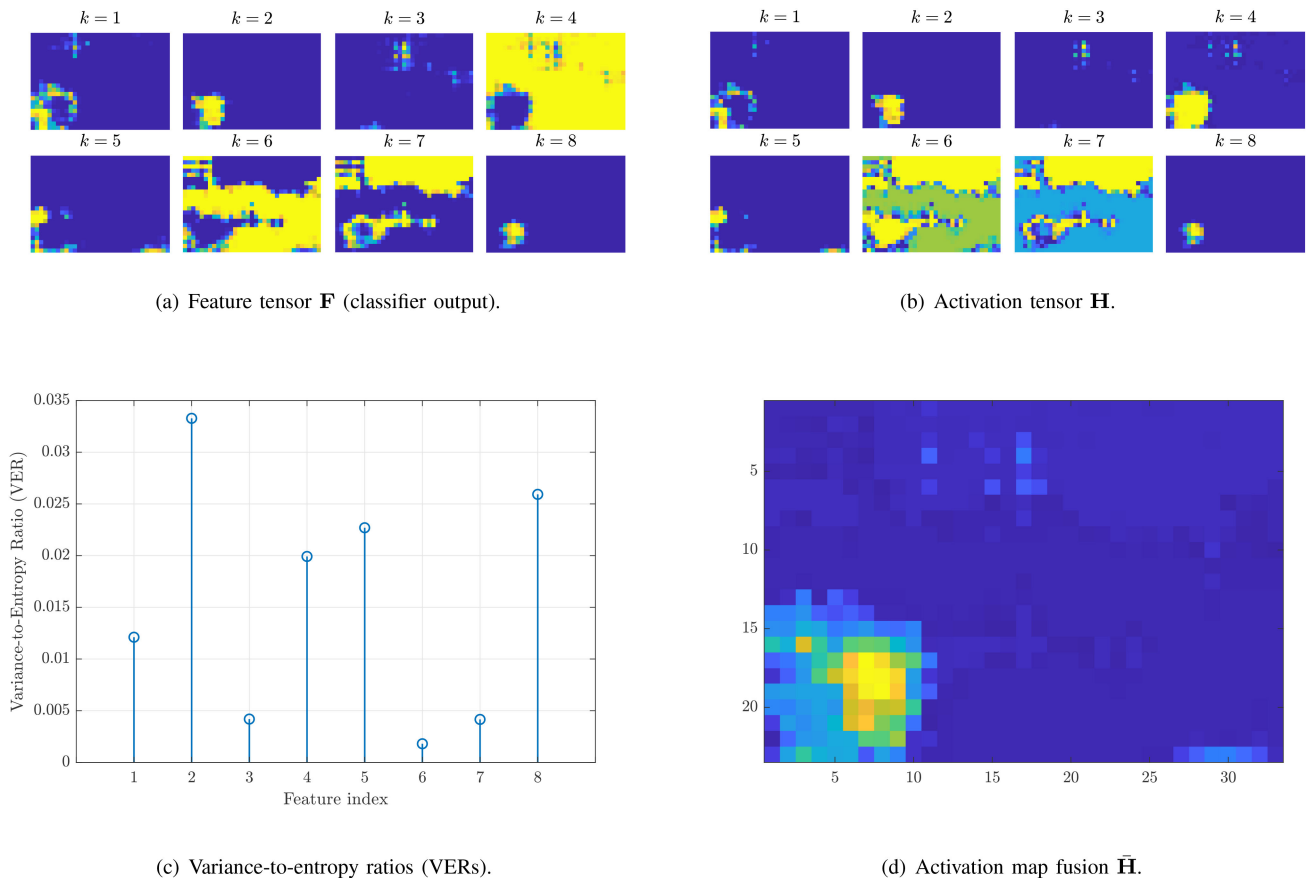 k = 1 k = 2 k = 3 k = 4
k = 5 k = 6 k = 7 k = 8
(a) Feature tensor F (classifier output).
k = 1 k = 2 k = 3 k = 4
k = 5 k = 6 k = 7 k = 8
(b) Activation tensor H.
Variance-to-Entropy Ratio (VER)
0.035
0.03
0.025
0.02
0.015
0.01
0.005
0
1 2 3 4 5 6 7 8
Feature index
(c) Variance-to-entropy ratios (VERs).
5
10
15
20
5 10 15 20 25 30
(d) Activation map fusion H̄.